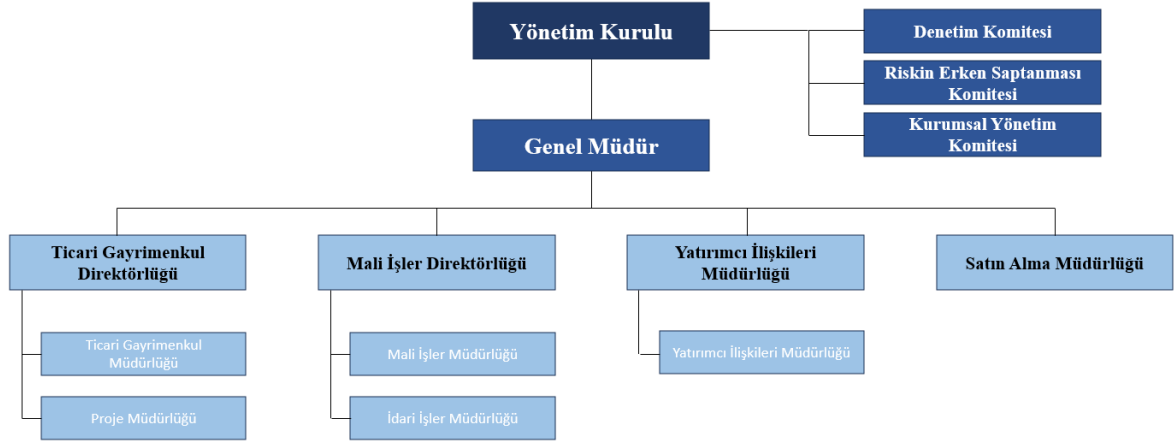 Yönetim Kurulu
Denetim Komitesi
Riskin Erken Saptanması
Komitesi
Kurumsal Yönetim
Komitesi
Genel Müdür
Ticari Gayrimenkul
Direktörlüğü
Mali İşler Direktörlüğü
Yatırımcı İlişkileri
Müdürlüğü
Satın Alma Müdürlüğü
Ticari Gayrimenkul
Müdürlüğü
Mali İşler Müdürlüğü
Yatırımcı İlişkileri Müdürlüğü
Proje Müdürlüğü
İdari İşler Müdürlüğü